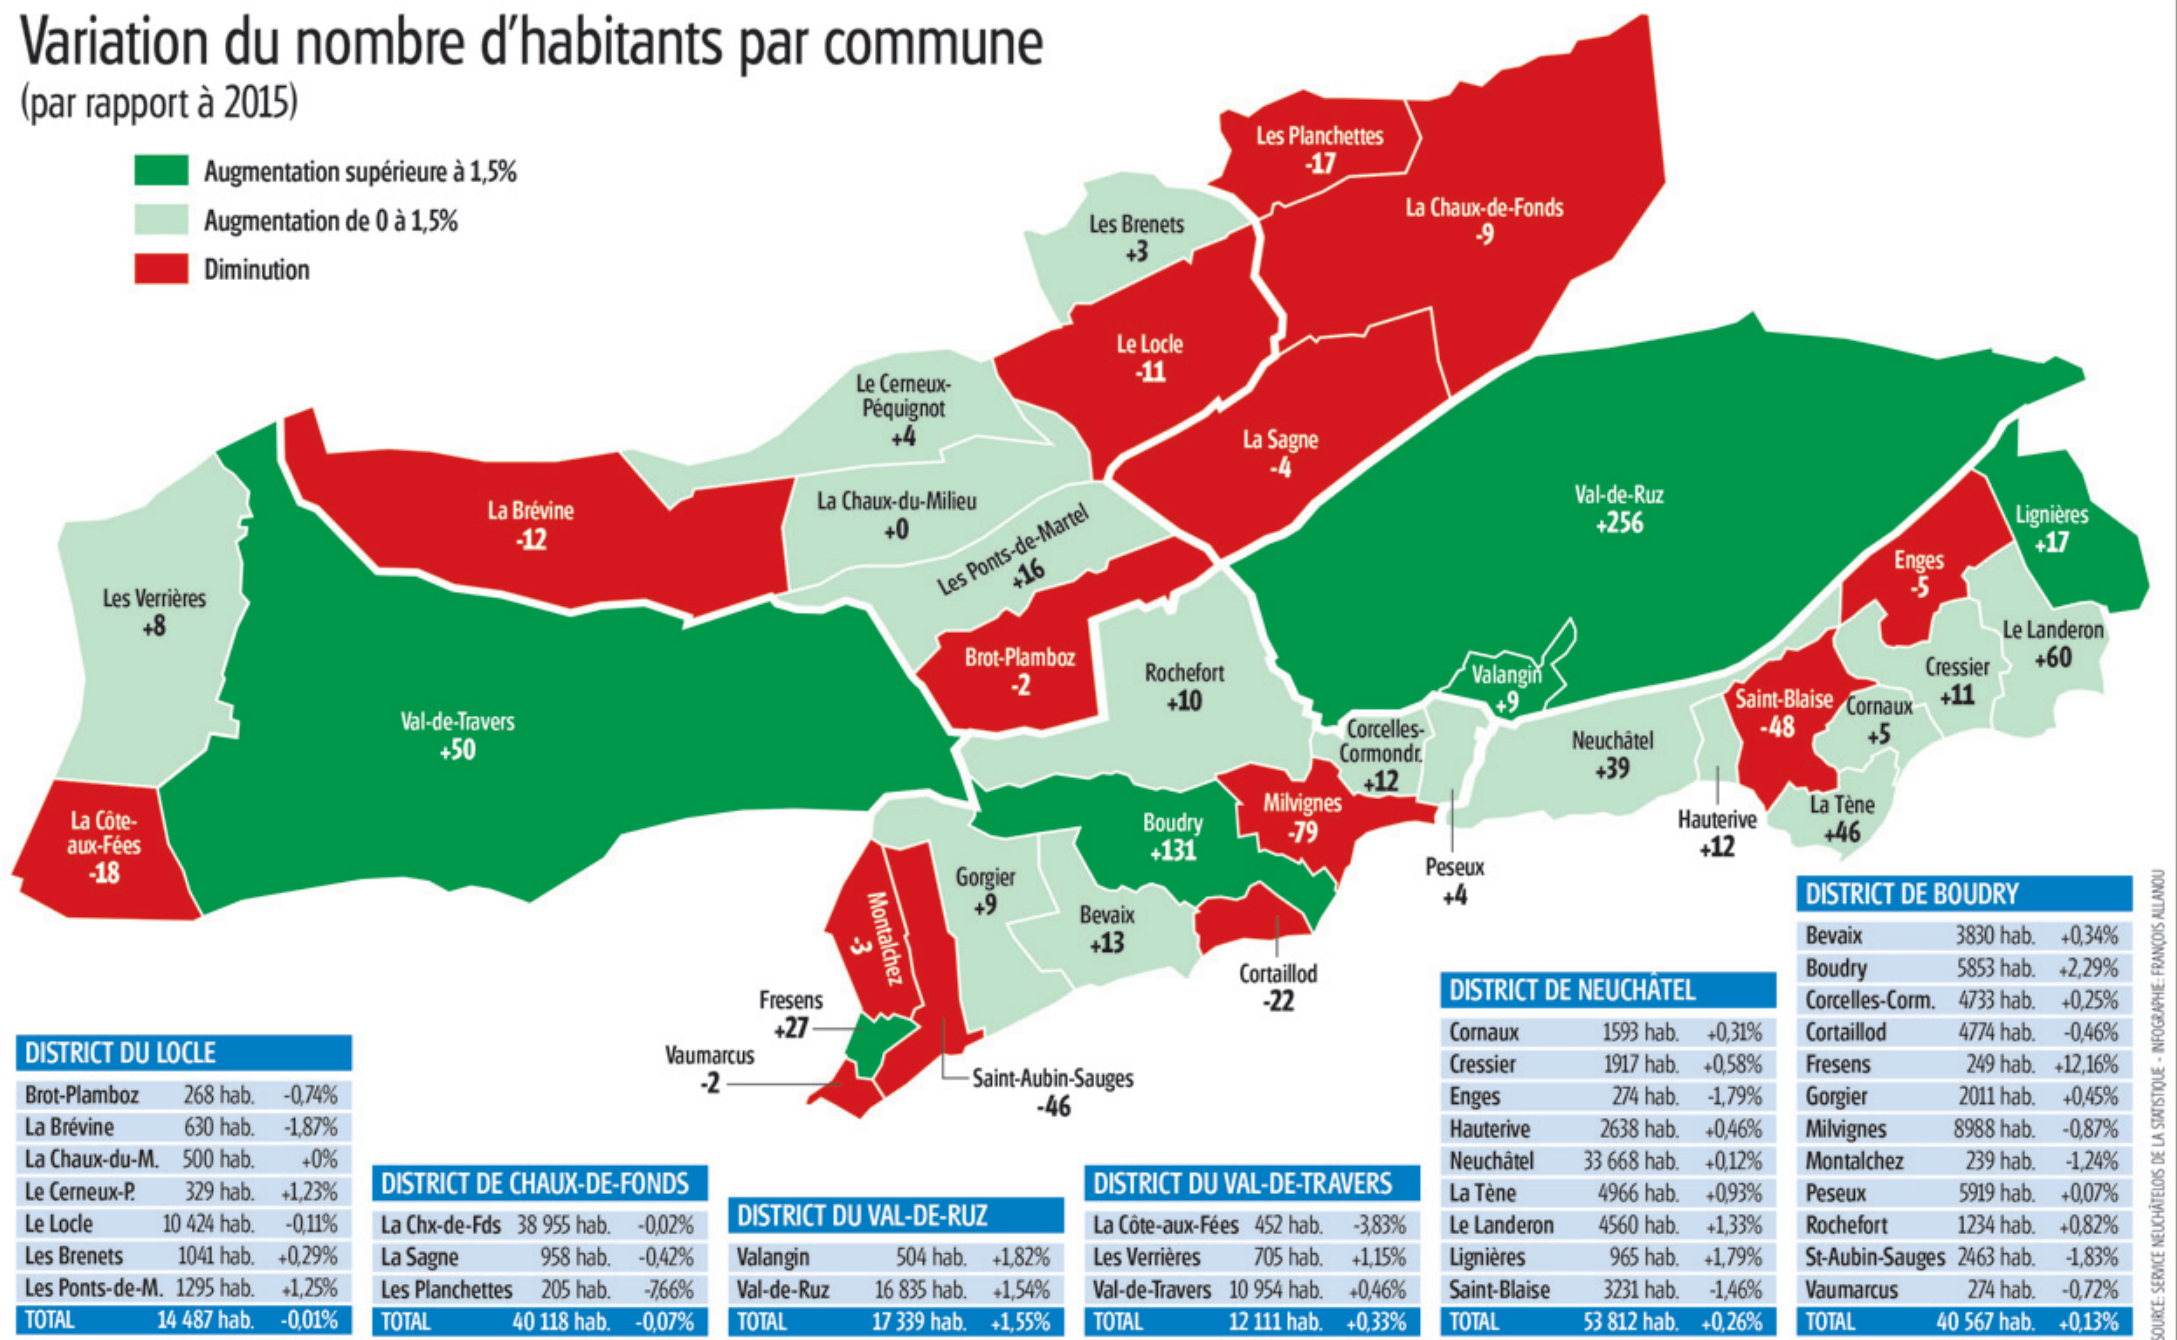 Variation du nombre d'habitants par commune
(par rapport à 2015)
Augmentation supérieure à 1,5%
Augmentation de 0 à 1,5%
Diminution
Les Planchettes
-17
La Chaux-de-Fonds
-9
Les Brenets
+3
Le Locle
-11
Le Cerneux-
Péquignot
+4
La Sagne
-4
La Brévine
-12
La Chaux-du-Milieu
+0
Les Ponts-de-Martel
+16
Val-de-Ruz
+256
Lignières
+17
Enges
-5
Les Verrières
+8
Le Landeron
+60
Brot-Plamboz
-2
Rochefort
+10
Valangin
+9
Cressier
+11
Saint-Blaise
-48
Cornaux
+5
Val-de-Travers
+50
Corcelles-
Cormondr.
+12
Neuchâtel
+39
La Côte-
aux-Fées
-18
Boudry
+131
Milvignes
-79
Hauterive
+12
La Tène
+46
Peseux
+4
Gorgier
+9
Montalchez
-3
Bevaix
+13
Cortaillod
-22
Fresens
+27
Vaumarcus
-2
Saint-Aubin-Sauges
-46
DISTRICT DU LOCLE
Brot-Plamboz 268 hab. -0,74%
La Brévine 630 hab. -1,87%
La Chaux-du-M. 500 hab. +0%
Le Cerneux-P. 329 hab. +1,23%
Le Locle 10 424 hab. -0,11%
Les Brenets 1041 hab. +0,29%
Les Ponts-de-M. 1295 hab. +1,25%
TOTAL 14 487 hab. -0,01%
DISTRICT DE CHAUX-DE-FONDS
La Chx-de-Fds 38 955 hab. -0,02%
La Sagne 958 hab. -0,42%
Les Planchettes 205 hab. -7,66%
TOTAL 40 118 hab. -0,07%
DISTRICT DU VAL-DE-RUZ
Valangin 504 hab. +1,82%
Val-de-Ruz 16 835 hab. +1,54%
TOTAL 17 339 hab. +1,55%
DISTRICT DU VAL-DE-TRAVERS
La Côte-aux-Fées 452 hab. -3,83%
Les Verrières 705 hab. +1,15%
Val-de-Travers 10 954 hab. +0,46%
TOTAL 12 111 hab. +0,33%
DISTRICT DE NEUCHÂTEL
Cornaux 1593 hab. +0,31%
Cressier 1917 hab. +0,58%
Enges 274 hab. -1,79%
Hauterive 2638 hab. +0,46%
Neuchâtel 33 668 hab. +0,12%
La Tène 4966 hab. +0,93%
Le Landeron 4560 hab. +1,33%
Lignières 965 hab. +1,79%
Saint-Blaise 3231 hab. -1,46%
TOTAL 53 812 hab. +0,26%
DISTRICT DE BOUDRY
Bevaix 3830 hab. +0,34%
Boudry 5853 hab. +2,29%
Corcelles-Corm. 4733 hab. +0,25%
Cortaillod 4774 hab. -0,46%
Fresens 249 hab. +12,16%
Gorgier 2011 hab. +0,45%
Milvignes 8988 hab. -0,87%
Montalchez 239 hab. -1,24%
Peseux 5919 hab. +0,07%
Rochefort 1234 hab. +0,82%
St-Aubin-Sauges 2463 hab. -1,83%
Vaumarcus 274 hab. -0,72%
TOTAL 40 567 hab. +0,13%
SOURCE: SERVICE NEUCHÂTELOIS DE LA STATISTIQUE - INFOGRAPHIE: FRANÇOIS ALLANOU